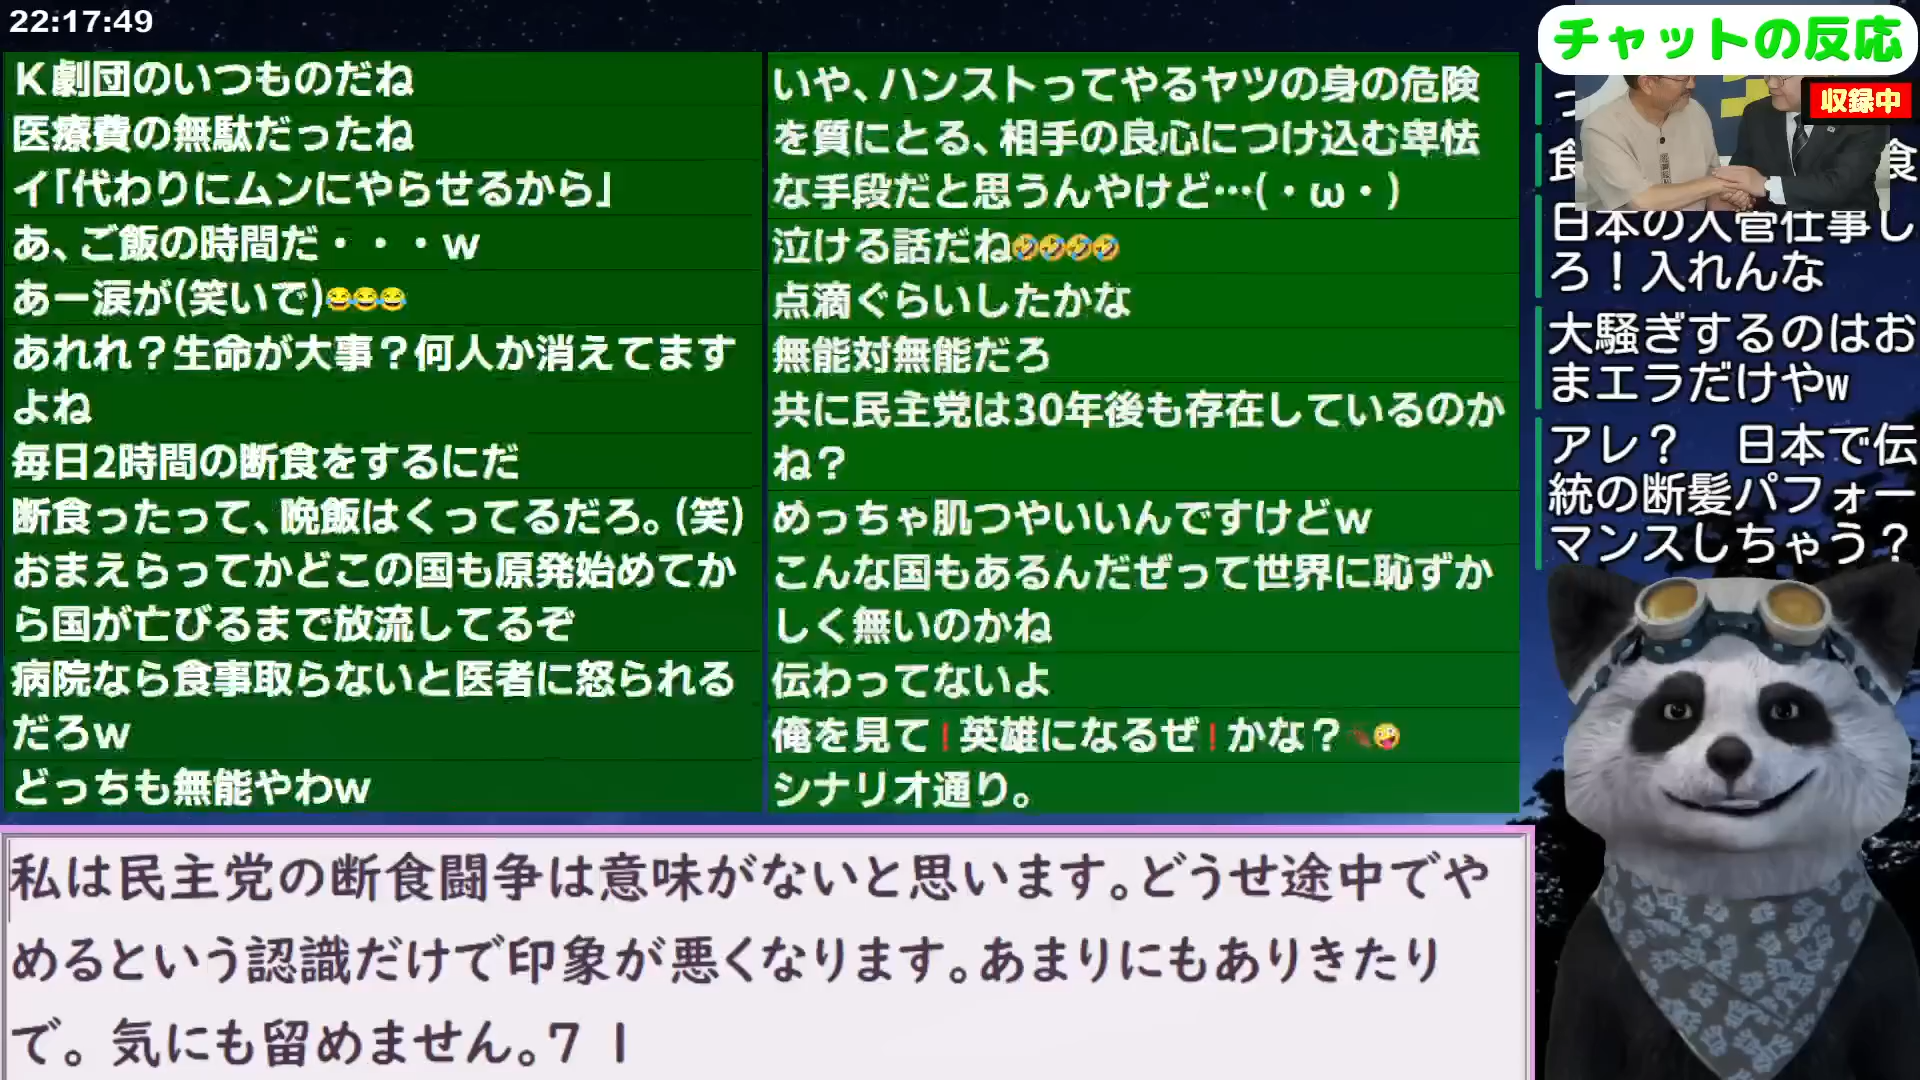 22:17:49
K劇団のいつものだね
医療費の無駄だったね
イ「代わりにムンにやらせるから」
あ、ご飯の時間だ・・・w
あー涙が(笑いで)😂😂😂
あれれ？生命が大事？何人か消えてます
よね
毎日2時間の断食をするにだ
断食ったって、晩飯はくってるだろ。(笑)
おまえらってかどこの国も原発始めてか
ら国が亡びるまで放流してるぞ
病院なら食事取らないと医者に怒られる
だろw
どっちも無能やわw
いや、ハンストってやるヤツの身の危険
を質にとる、相手の良心につけ込む卑怯
な手段だと思うんやけど…(・ω・)
泣ける話だね🤣🤣🤣🤣
点滴ぐらいしたかな
無能対無能だろ
共に民主党は30年後も存在しているのか
ね？
めっちゃ肌つやいいんですけどw
こんな国もあるんだぜって世界に恥ずか
しく無いのかね
伝わってないよ
俺を見て❗英雄になるぜ❗かな？🤪
シナリオ通り。
チャットの反応
収録中
っ
食
食
日本の入管仕事し
ろ！入れんな
大騒ぎするのはお
まエラだけやw
アレ？　日本で伝
統の断髪パフォー
マンスしちゃう？
私は民主党の断食闘争は意味がないと思います。どうせ途中でや
めるという認識だけで印象が悪くなります。あまりにもありきたり
で。気にも留めません。71